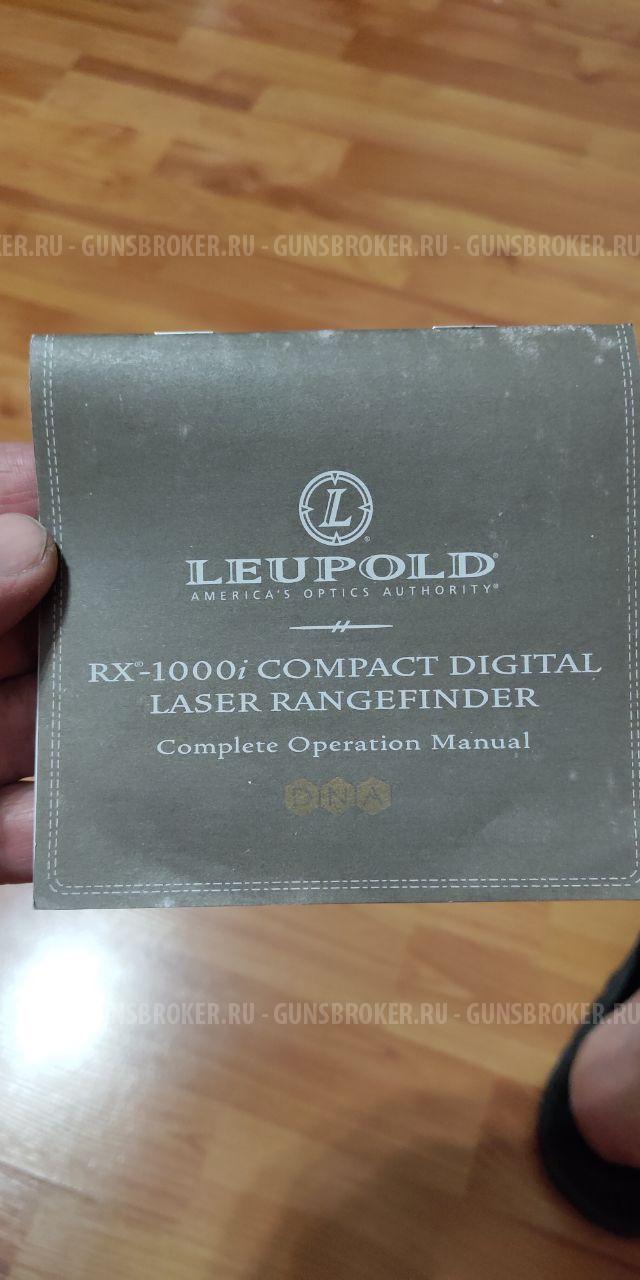 ER.RU - GUNSBROKER.RU - GUNSBROKER.RU - GUNSBROKER.RU
L
®
LEUPOLD®
AMERICA'S OPTICS AUTHORITY®
RX®-1000i COMPACT DIGITAL
LASER RANGEFINDER
Complete Operation Manual
DNA
ER.RU - GUNSBROKER.RU - GUNSBROKER.RU - GUNSBROKER.RU